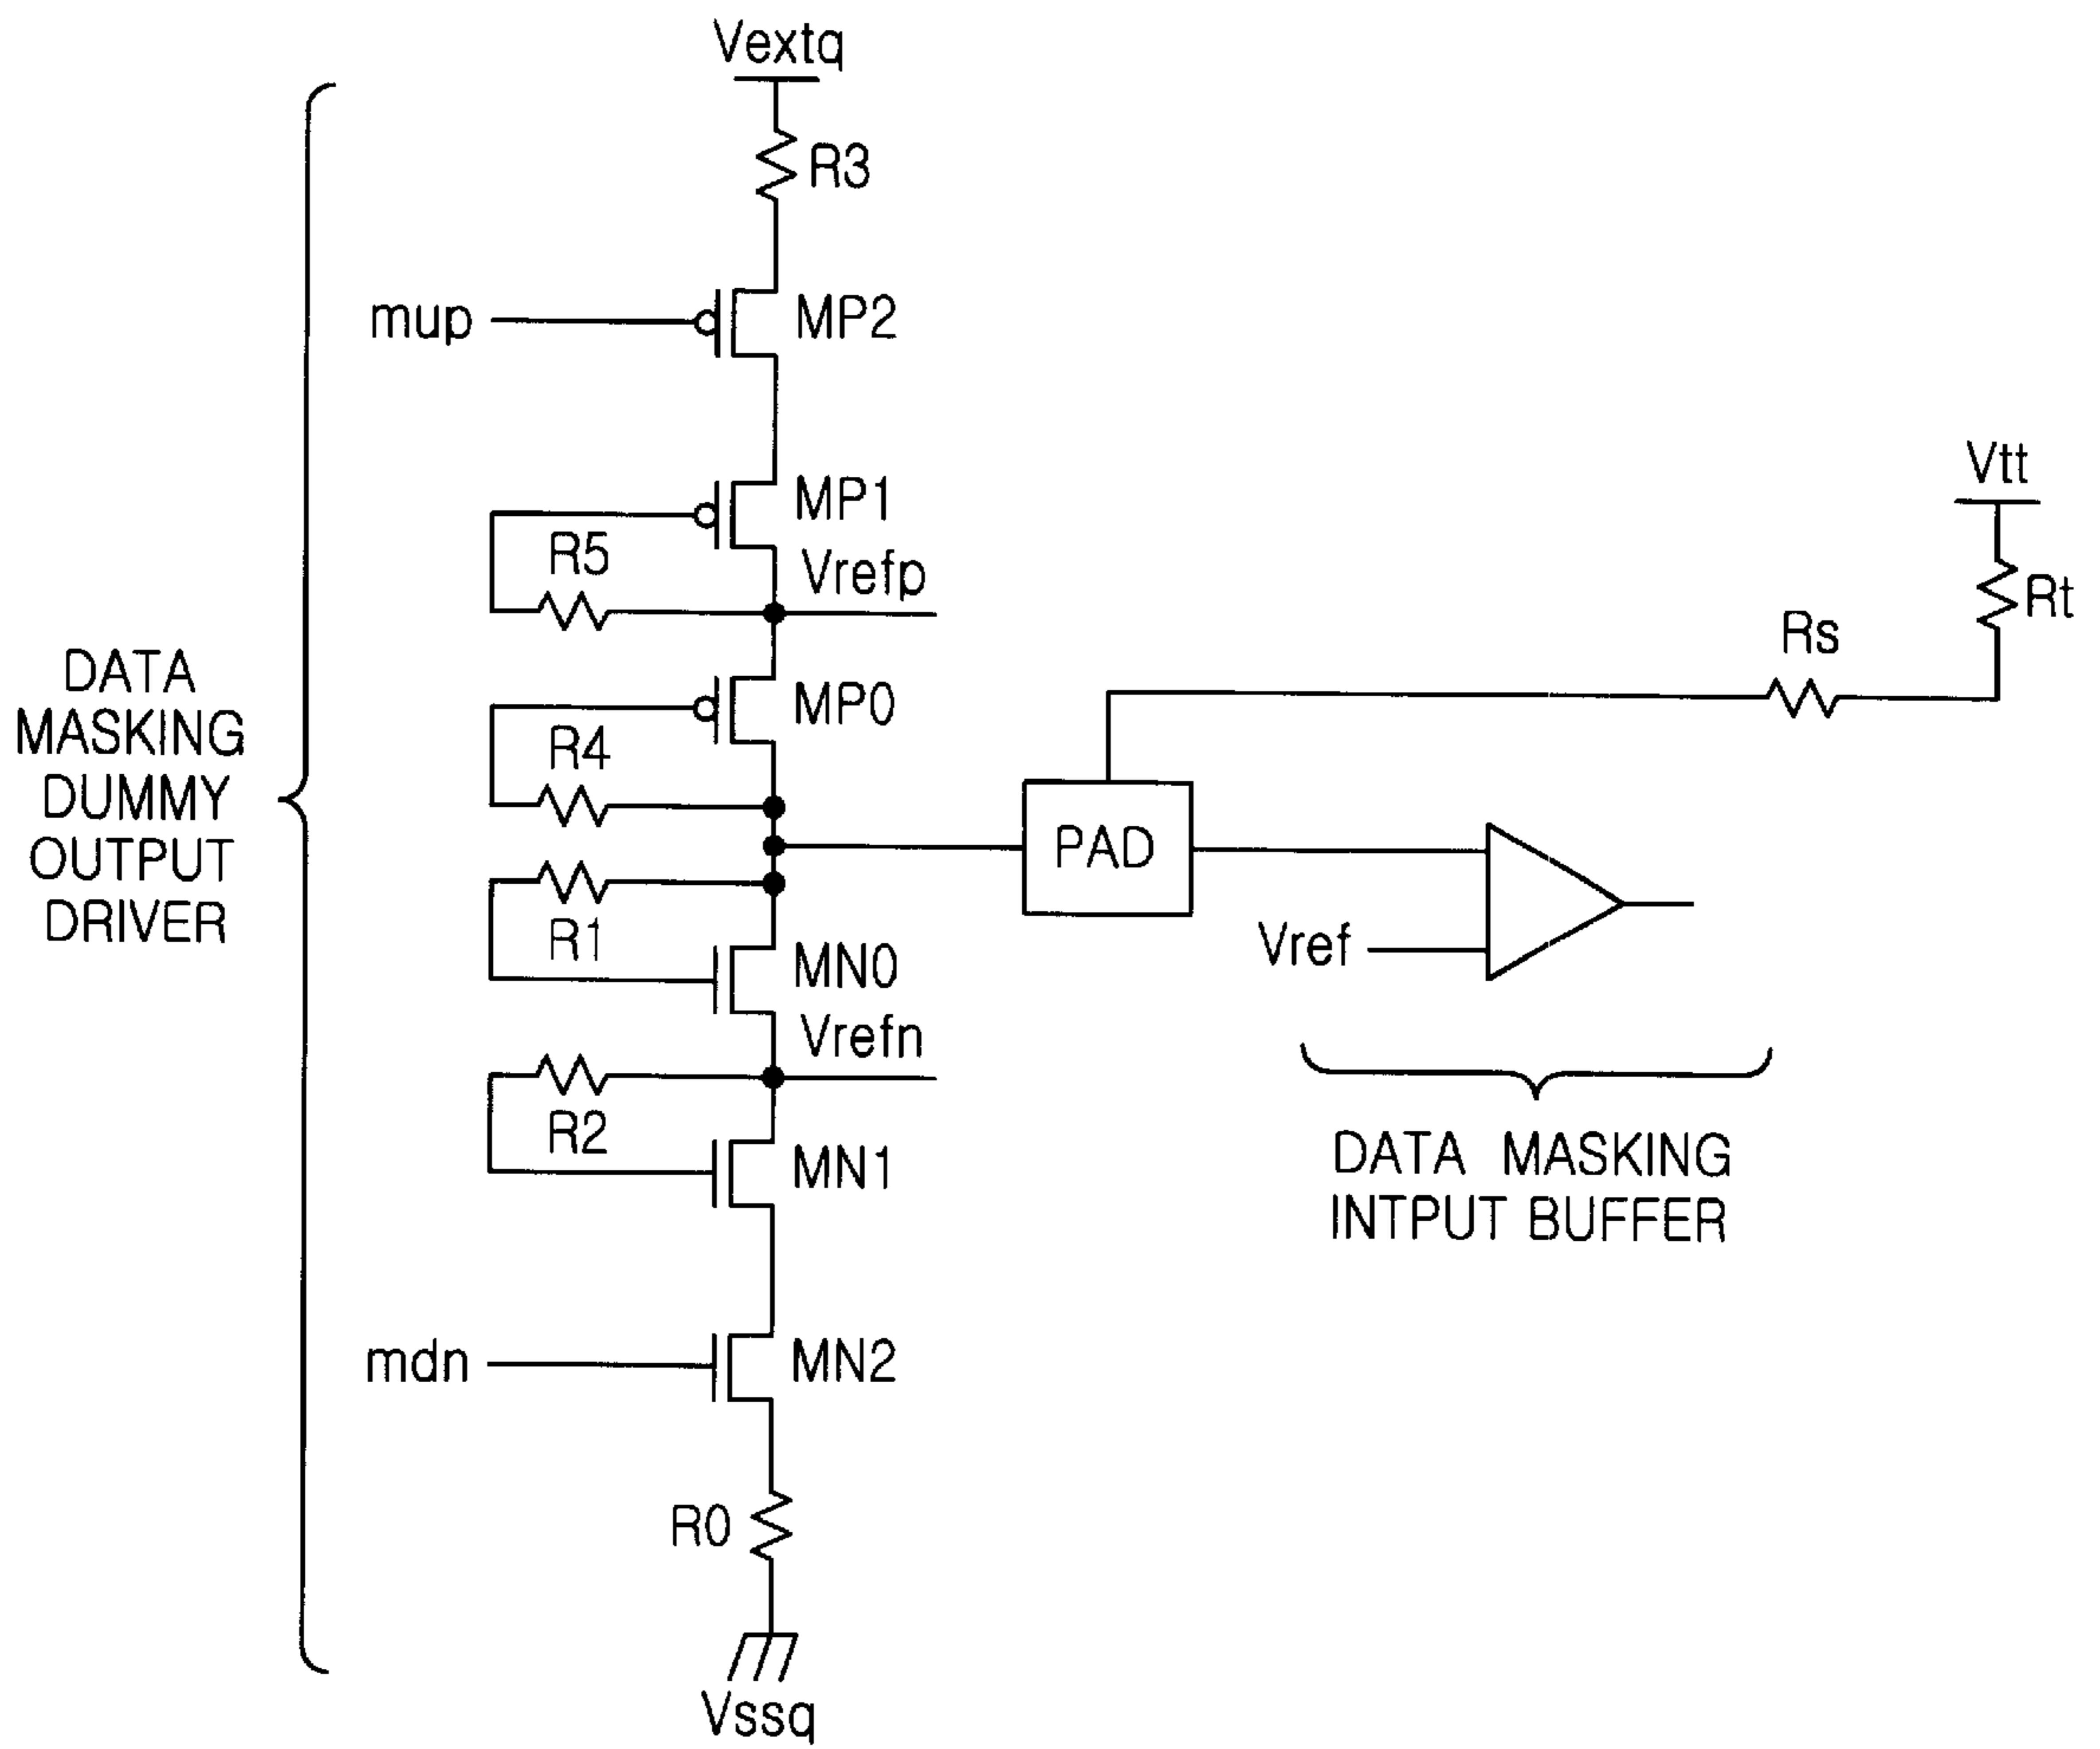 Vextq
R3
mup
MP2
MP1
R5
Vrefp
Vtt
Rt
Rs
MP0
R4
DATA
MASKING
DUMMY
OUTPUT
DRIVER
PAD
R1
MN0
Vref
Vrefn
R2
MN1
DATA MASKING
INTPUT BUFFER
mdn
MN2
R0
Vssq